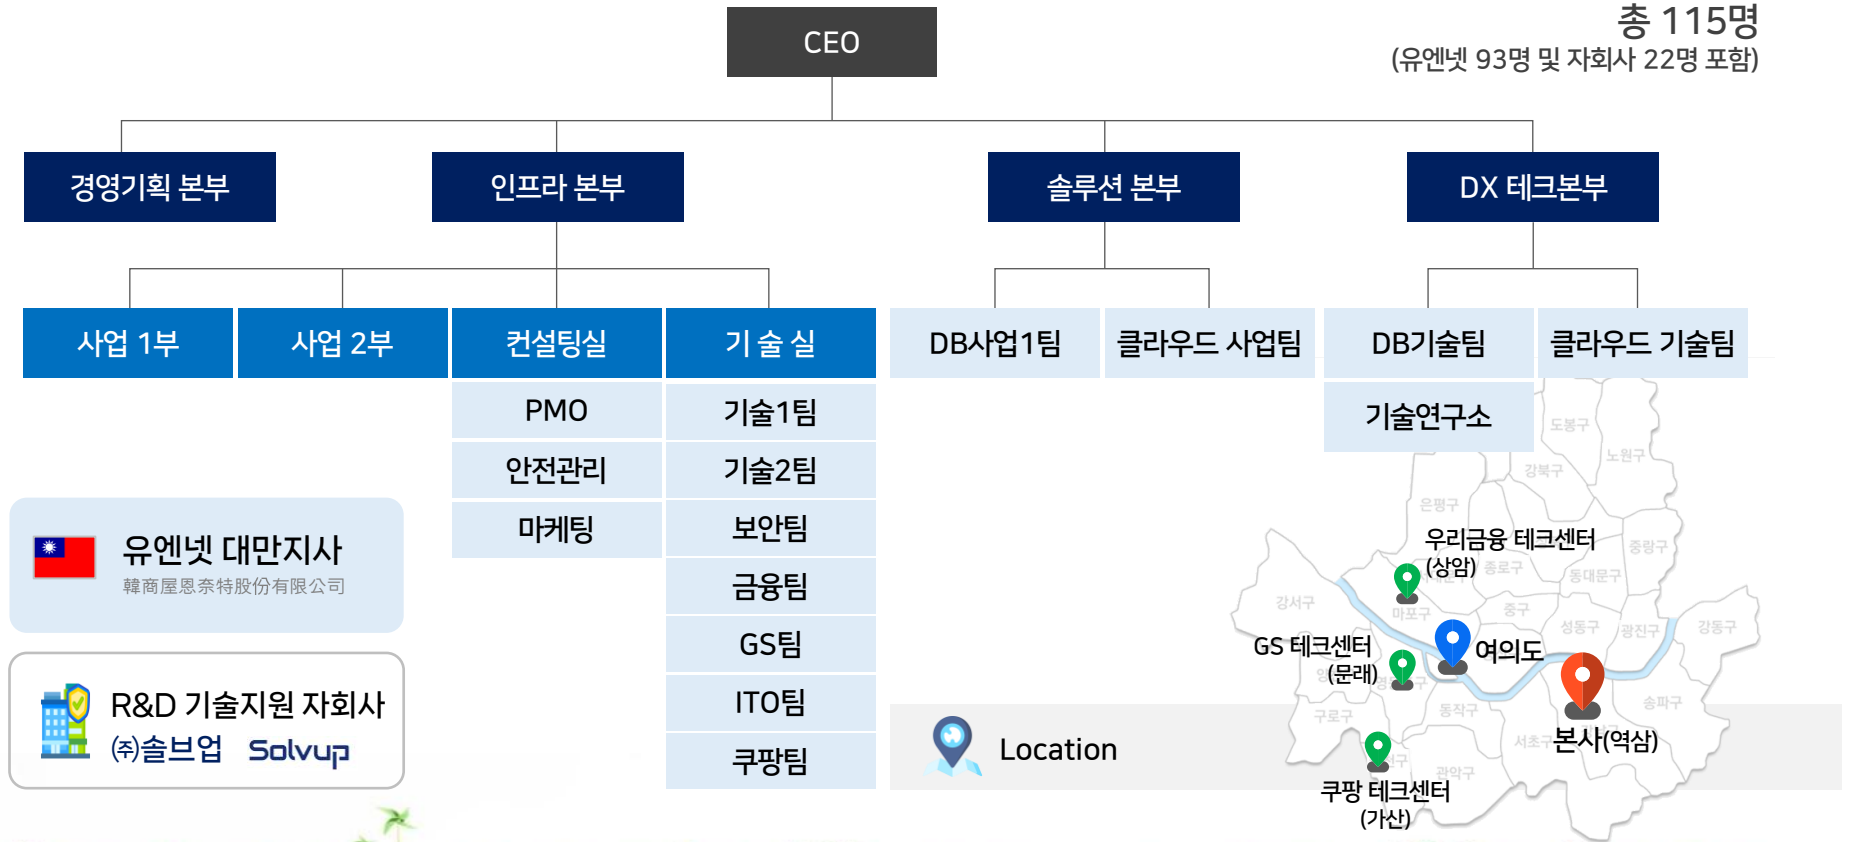 총 115명
(유엔넷 93명 및 자회사 22명 포함)
CEO
경영기획 본부
인프라 본부
솔루션 본부
DX 테크본부
사업 1부
사업 2부
컨설팅실
기 술 실
DB사업1팀
클라우드 사업팀
DB기술팀
클라우드 기술팀
PMO
안전관리
마케팅
기술1팀
기술2팀
보안팀
금융팀
GS팀
ITO팀
쿠팡팀
기술연구소
유엔넷 대만지사
韓商屋恩奈特股份有限公司
R&D 기술지원 자회사
㈜솔브업 Solvup
Location
도봉구
노원구
강북구
은평구
우리금융 테크센터
(상암)
중랑구
종로구
동대문구
강서구
마포구
중구
성동구
광진구
강동구
GS 테크센터
(문래)
여의도
구로구
동작구
송파구
서초구
본사(역삼)
관악구
쿠팡 테크센터
(가산)